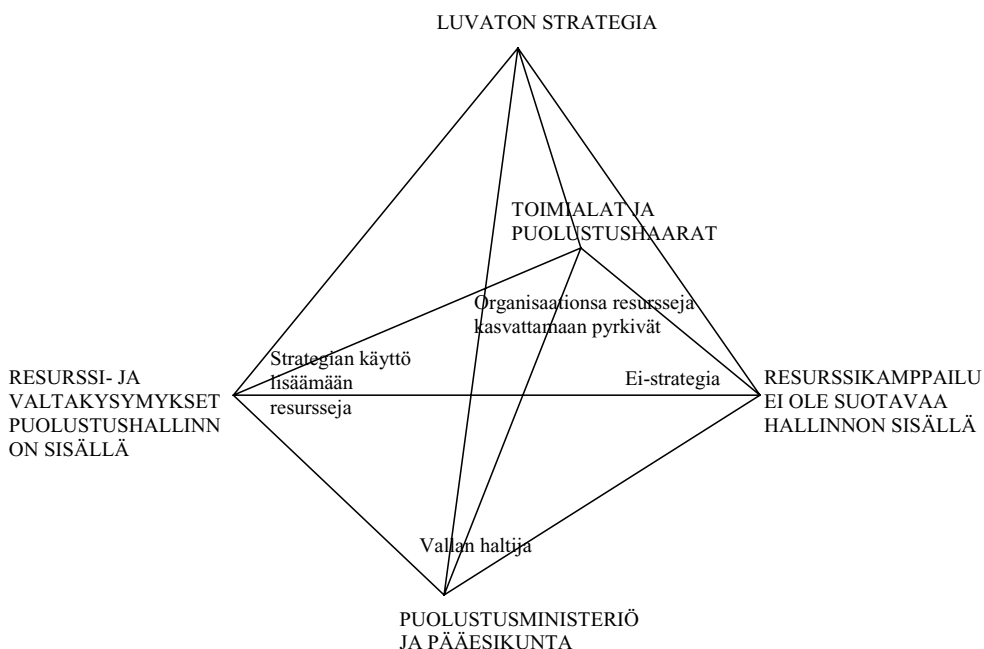 LUVATON STRATEGIA
TOIMIALAT JA
PUOLUSTUSHAARAT
Organisaationsa resursseja
kasvattamaan pyrkivät
Strategian käyttö
lisäämään
resursseja
Ei-strategia
RESURSSI- JA
VALTAKYSYMYKSET
PUOLUSTUSHALLINN
ON SISÄLLÄ
RESURSSIKAMPPAILU
EI OLE SUOTAVAA
HALLINNON SISÄLLÄ
Vallan haltija
PUOLUSTUSMINISTERIÖ
JA PÄÄESIKUNTA